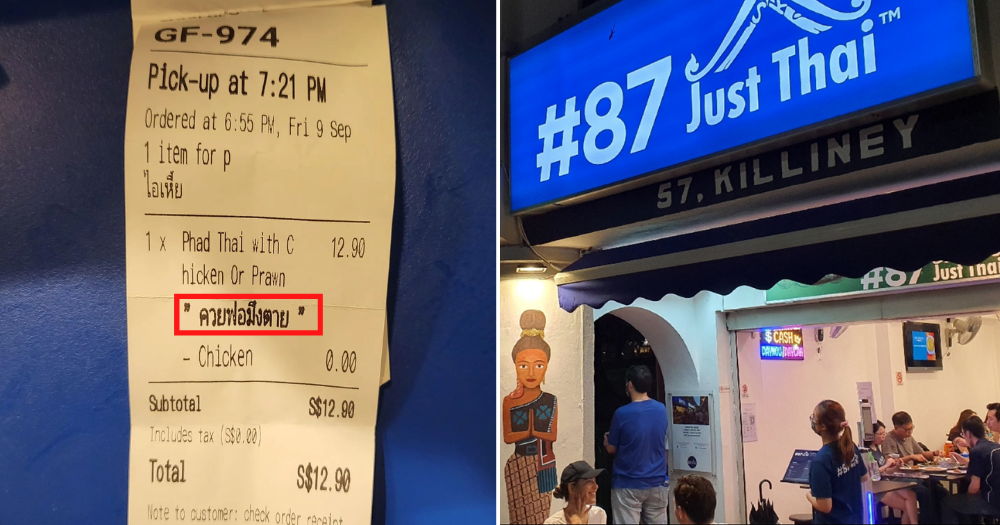 GF-974
Pick-up at 7:21 PM
Ordered at 6:55 PM, Fri 9 Sep
1 item for p
ไอเหี้ย
1 x Phad Thai with C 12.90
hicken Or Prawn
" ควยฟอมึงตาย "
- Chicken 0.00
Subtotal S$12.90
Includes tax (S$0.00)
Total S$12.90
Note to customer: check order receipt
#87 Just Thai™
57, KILLINEY
#87 Just Thai
$ CASH